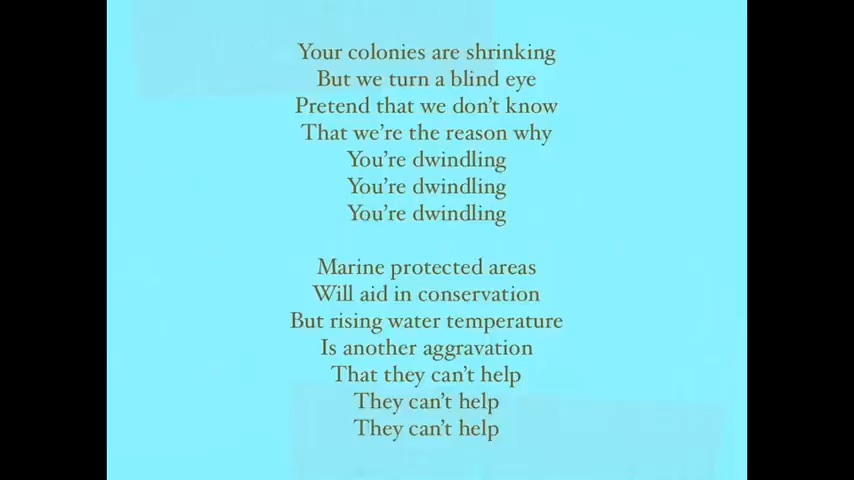 Your colonies are shrinking
But we turn a blind eye
Pretend that we don’t know
That we’re the reason why
You’re dwindling
You’re dwindling
You’re dwindling
Marine protected areas
Will aid in conservation
But rising water temperature
Is another aggravation
That they can’t help
They can’t help
They can’t help